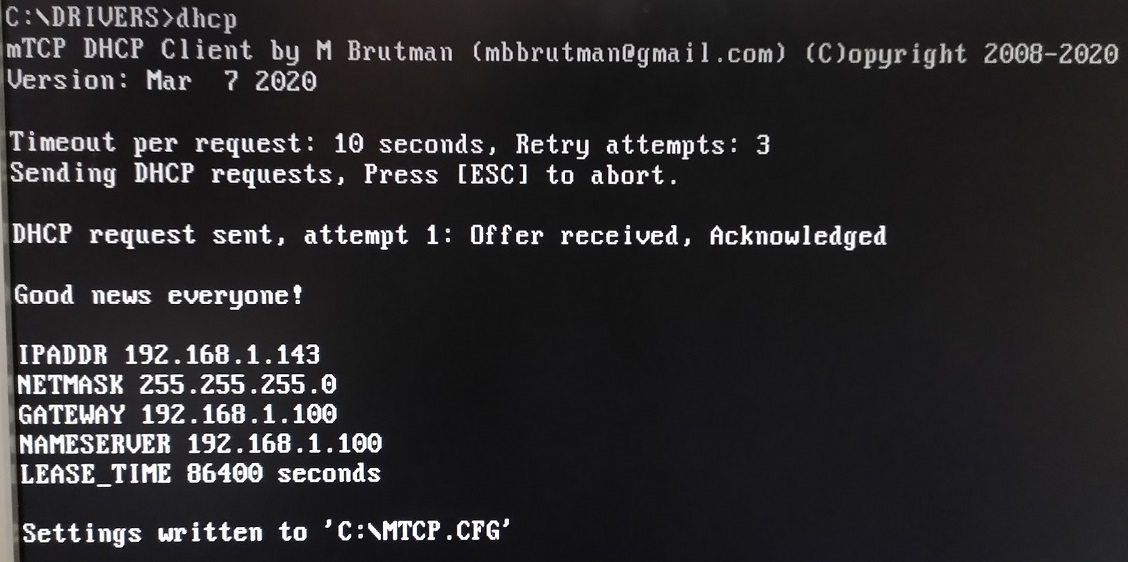 C:\DRIVERS>dhcp
mTCP DHCP Client by M Brutman (mbbrutman@gmail.com) (C)opyright 2008-2020
Version: Mar  7 2020
Timeout per request: 10 seconds, Retry attempts: 3
Sending DHCP requests, Press [ESC] to abort.
DHCP request sent, attempt 1: Offer received, Acknowledged
Good news everyone!
IPADDR 192.168.1.143
NETMASK 255.255.255.0
GATEWAY 192.168.1.100
NAMESERVER 192.168.1.100
LEASE_TIME 86400 seconds
Settings written to 'C:\MTCP.CFG'